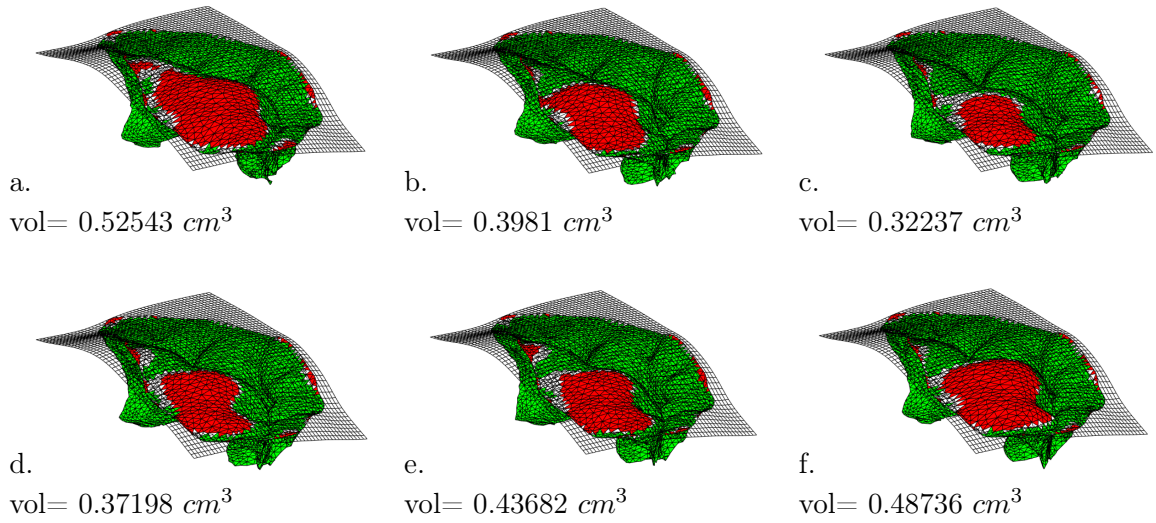 a. b. c.
vol= 0.52543 cm³ vol= 0.3981 cm³ vol= 0.32237 cm³
d. e. f.
vol= 0.37198 cm³ vol= 0.43682 cm³ vol= 0.48736 cm³